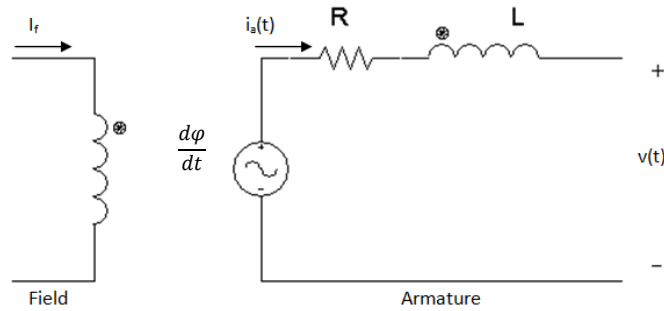 I_f
i_a(t)
R
L
dφ
dt
+
v(t)
−
+
-
Field
Armature